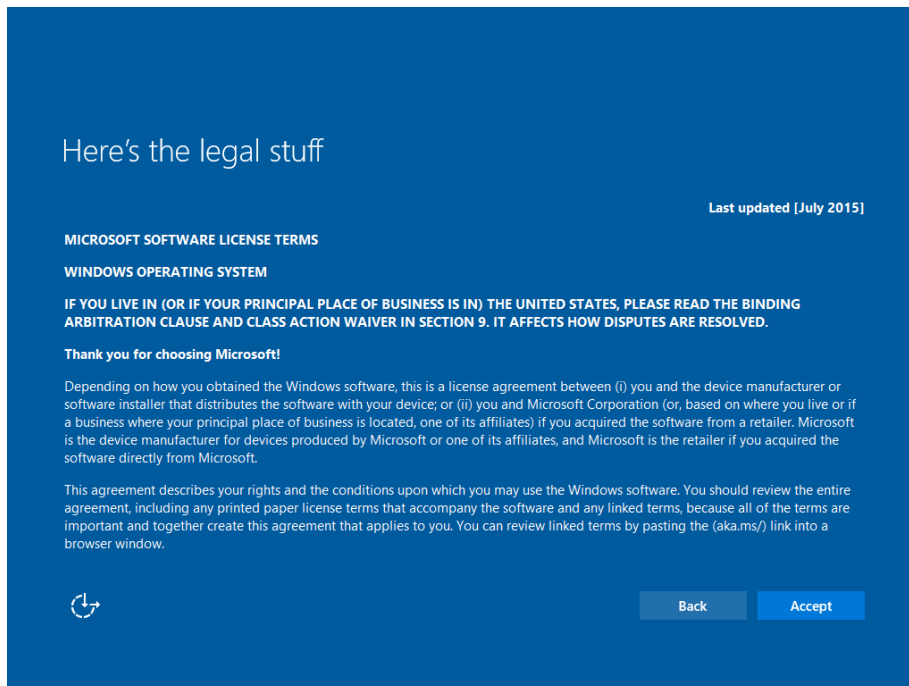 Here's the legal stuff
Last updated [July 2015]
MICROSOFT SOFTWARE LICENSE TERMS
WINDOWS OPERATING SYSTEM
IF YOU LIVE IN (OR IF YOUR PRINCIPAL PLACE OF BUSINESS IS IN) THE UNITED STATES, PLEASE READ THE BINDING
ARBITRATION CLAUSE AND CLASS ACTION WAIVER IN SECTION 9. IT AFFECTS HOW DISPUTES ARE RESOLVED.
Thank you for choosing Microsoft!
Depending on how you obtained the Windows software, this is a license agreement between (i) you and the device manufacturer or
software installer that distributes the software with your device; or (ii) you and Microsoft Corporation (or, based on where you live or if
a business where your principal place of business is located, one of its affiliates) if you acquired the software from a retailer. Microsoft
is the device manufacturer for devices produced by Microsoft or one of its affiliates, and Microsoft is the retailer if you acquired the
software directly from Microsoft.
This agreement describes your rights and the conditions upon which you may use the Windows software. You should review the entire
agreement, including any printed paper license terms that accompany the software and any linked terms, because all of the terms are
important and together create this agreement that applies to you. You can review linked terms by pasting the (aka.ms/) link into a
browser window.
Back
Accept